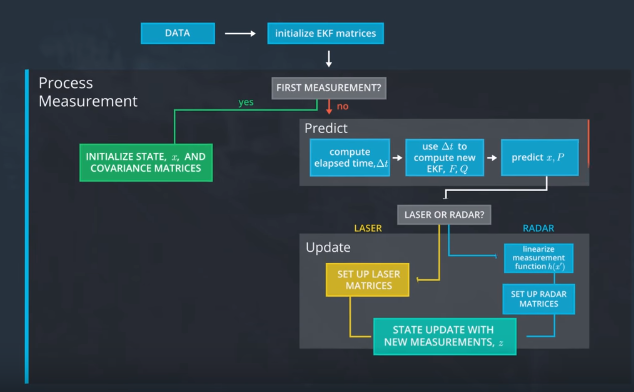 DATA
initialize EKF matrices
Process
Measurement
FIRST MEASUREMENT?
yes
no
Predict
compute
elapsed time, Δt
use Δt to
compute new
EKF, F, Q
predict x, P
INITIALIZE STATE, x, AND
COVARIANCE MATRICES
LASER OR RADAR?
LASER
RADAR
Update
linearize
measurement
function h(x')
SET UP LASER
MATRICES
SET UP RADAR
MATRICES
STATE UPDATE WITH
NEW MEASUREMENTS, z